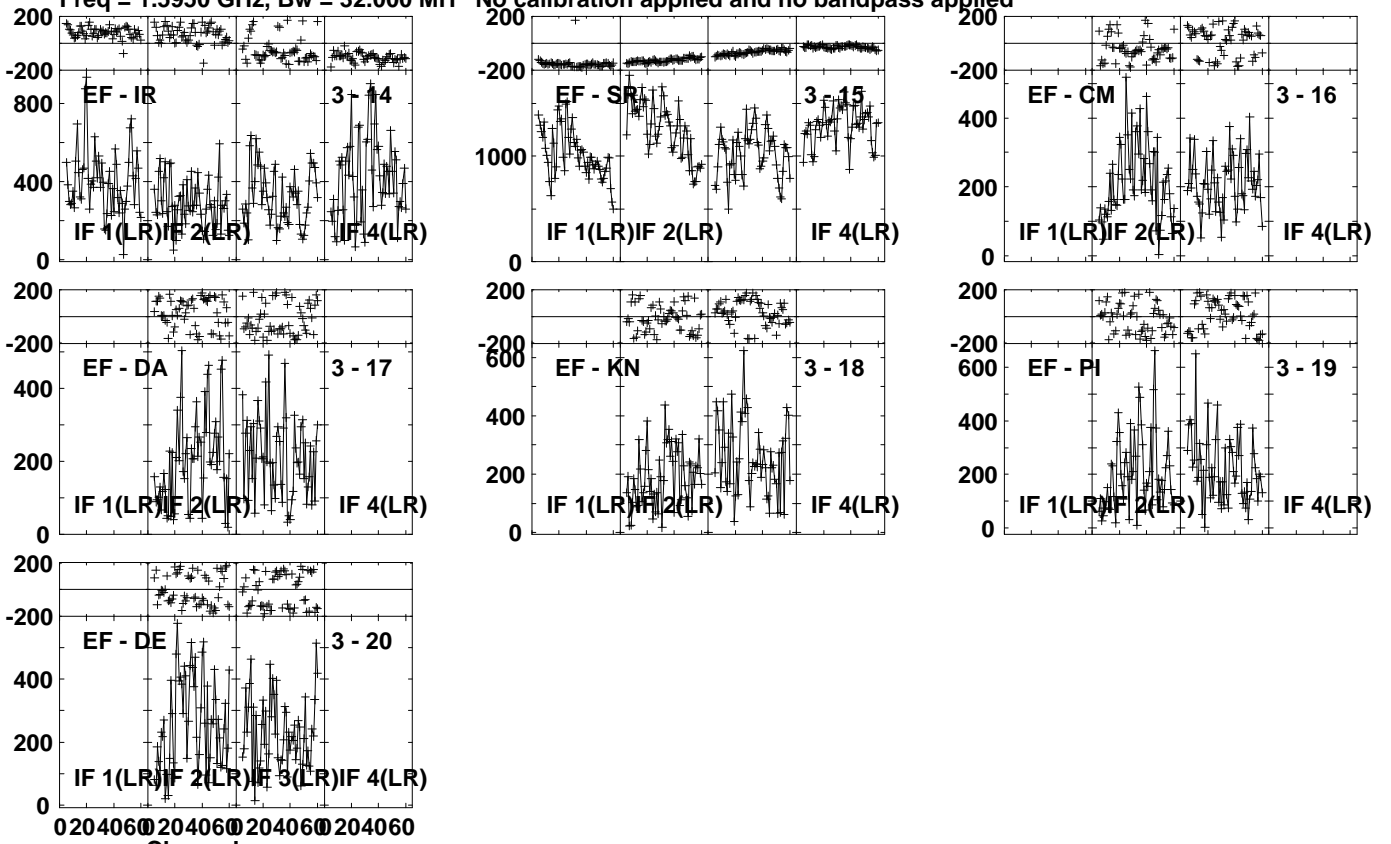 Freq = 1.5950 GHz, Bw = 32.000 MH No calibration applied and no bandpass applied
200
-200
EF - IR
3 - 14
800
400
0
IF 1(LR)IF 2(LR)
IF 4(LR)
200
-200
EF - SR
3 - 15
1000
0
IF 1(LR)IF 2(LR)
IF 4(LR)
200
-200
EF - CM
3 - 16
400
200
0
IF 1(LR)IF 2(LR)
IF 4(LR)
200
-200
EF - DA
3 - 17
400
200
0
IF 1(LR)IF 2(LR)
IF 4(LR)
200
-200
600
EF - KN
3 - 18
400
200
0
IF 1(LR)IF 2(LR)
IF 4(LR)
200
-200
600
EF - PI
3 - 19
400
200
0
IF 1(LR)IF 2(LR)
IF 4(LR)
200
-200
EF - DE
3 - 20
400
200
0
IF 1(LR)IF 2(LR)IF 3(LR)IF 4(LR)
0 20 40 60 0 20 40 60 0 20 40 60 0 20 40 60